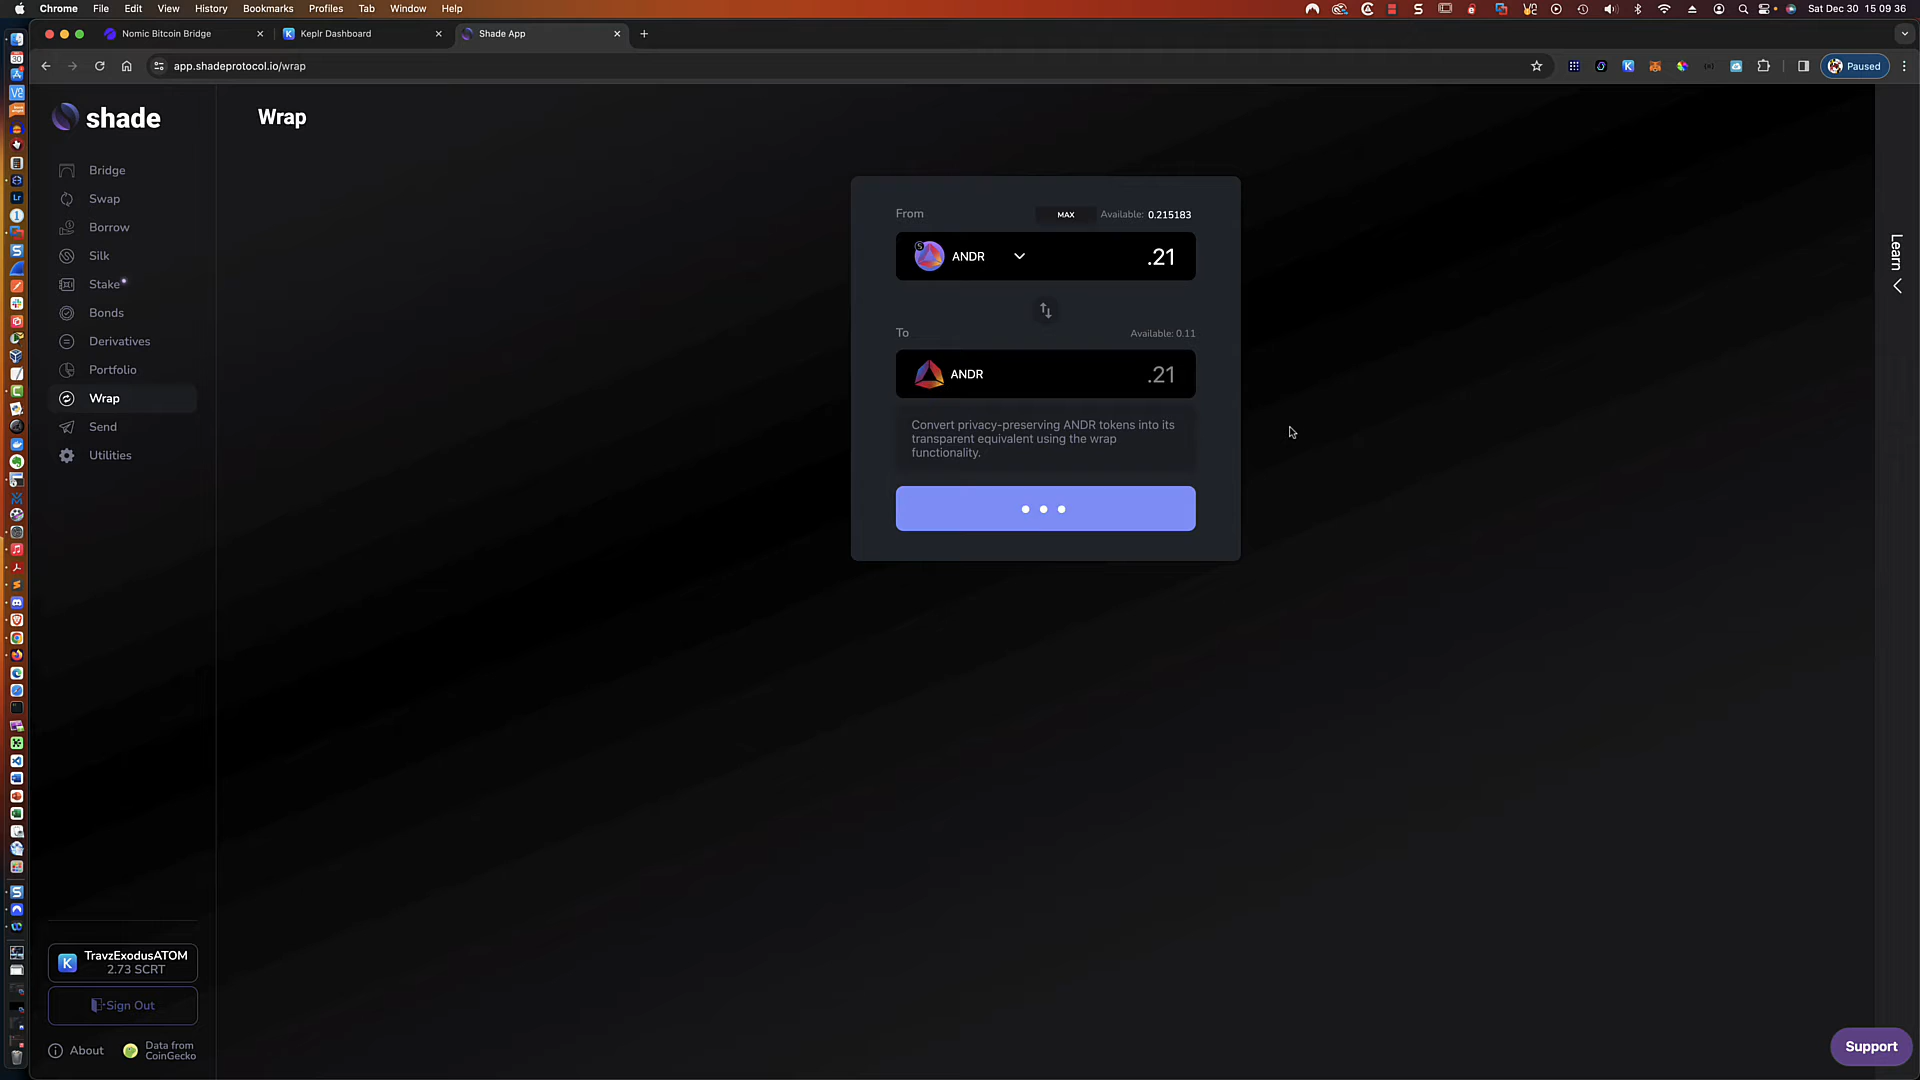 Chrome File Edit View History Bookmarks Profiles Tab Window Help
Sat Dec 30 15 09 36
Nomic Bitcoin Bridge
Keplr Dashboard
Shade App
app.shadeprotocol.io/wrap
Paused
shade
Bridge
Swap
Borrow
Silk
Stake
Bonds
Derivatives
Portfolio
Wrap
Send
Utilities
TravzExodusATOM
2.73 SCRT
Sign Out
About
Data from
CoinGecko
Wrap
From
MAX
Available: 0.215183
S
ANDR
.21
To
Available: 0.11
ANDR
.21
Convert privacy-preserving ANDR tokens into its
transparent equivalent using the wrap
functionality.
Learn
Support